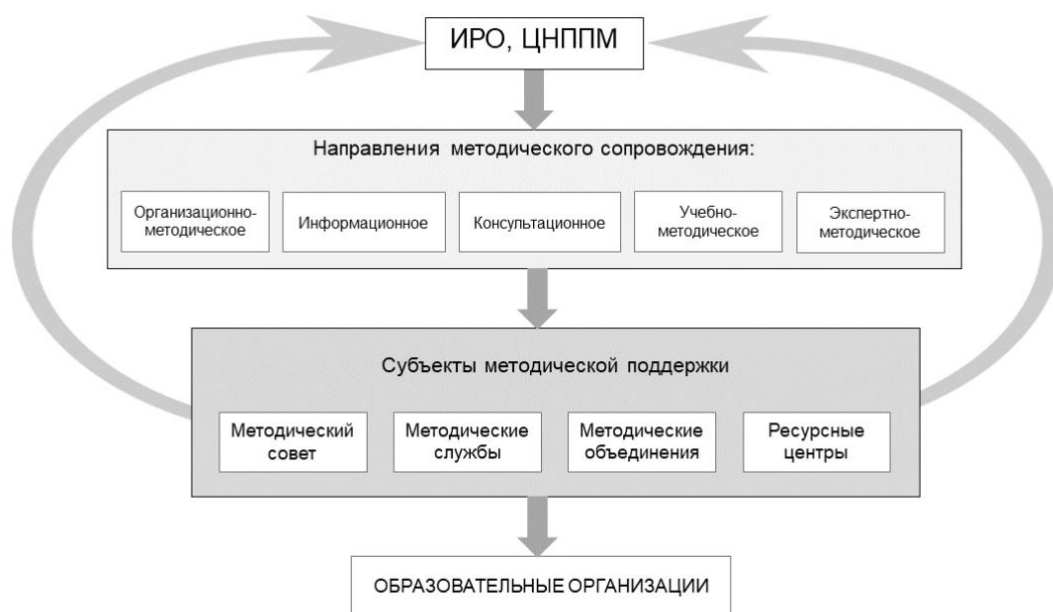 ИРО, ЦНППМ
Направления методического сопровождения:
Организационно-
методическое
Информационное
Консультационное
Учебно-
методическое
Экспертно-
методическое
Субъекты методической поддержки
Методический
совет
Методические
службы
Методические
объединения
Ресурсные
центры
ОБРАЗОВАТЕЛЬНЫЕ ОРГАНИЗАЦИИ